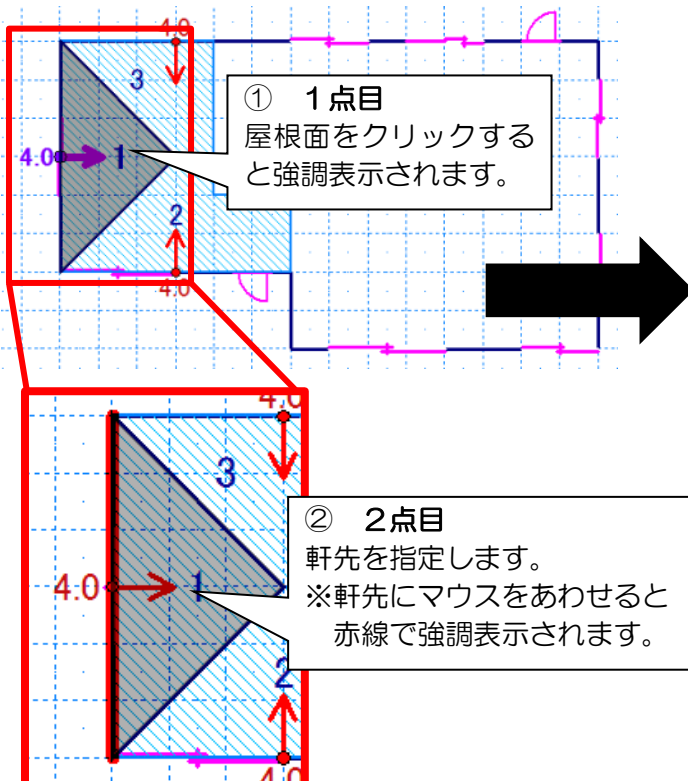 4.0
3
① 1点目
屋根面をクリックする
と強調表示されます。
4.0
1
2
4.0
4.0
3
② 2点目
軒先を指定します。
※軒先にマウスをあわせると
赤線で強調表示されます。
4.0
1
2
4.0